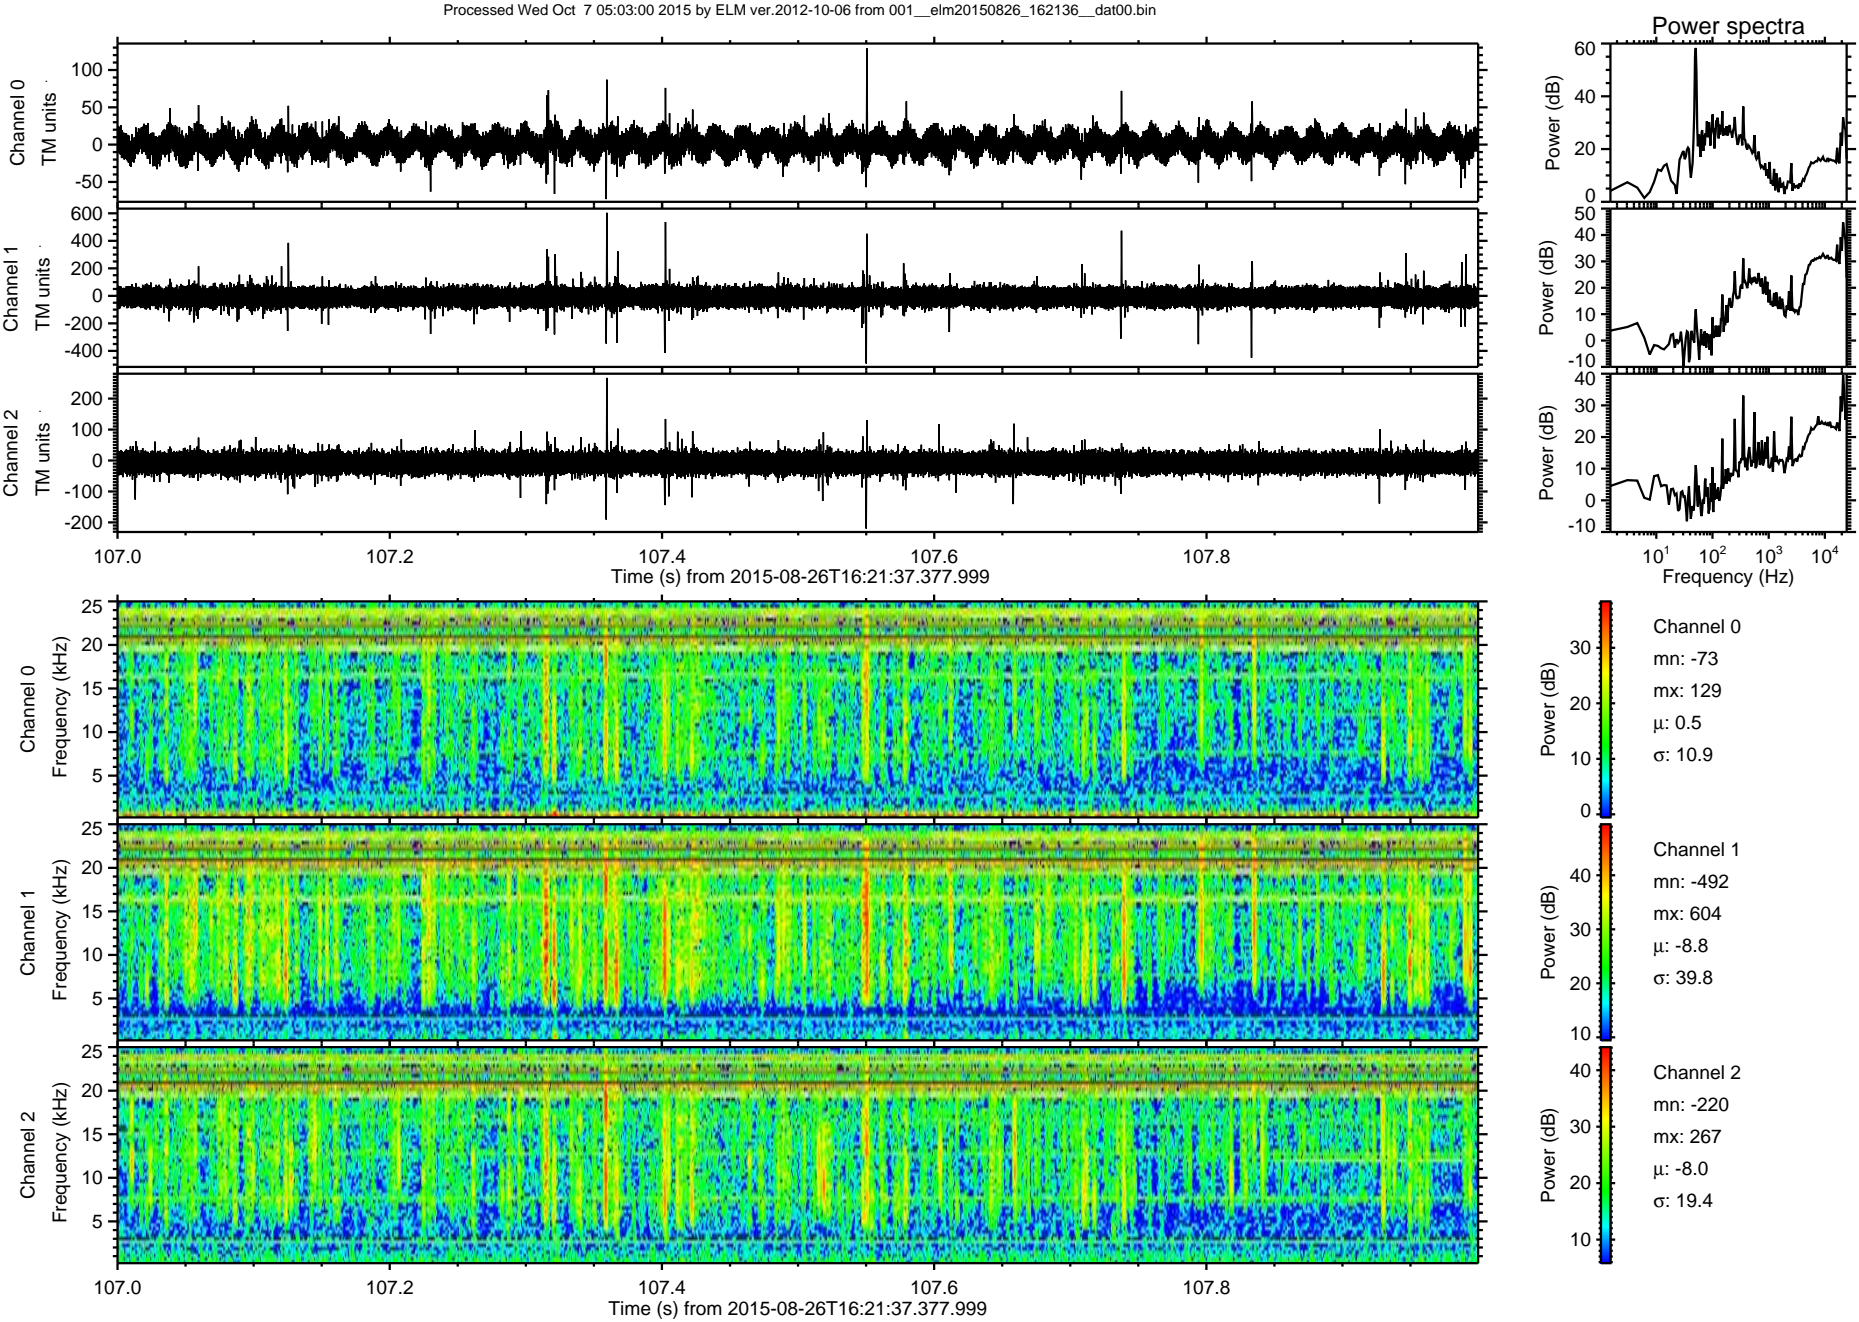 Processed Wed Oct 7 05:03:00 2015 by ELM ver.2012-10-06 from 001__elm20150826_162136__dat00.bin
Power spectra
Channel 0
TM units
100
50
0
-50
Power (dB)
60
40
20
0
Channel 1
TM units
600
400
200
0
-200
-400
Power (dB)
50
40
30
20
10
0
-10
Channel 2
TM units
200
100
0
-100
-200
Power (dB)
40
30
20
10
0
-10
107.0 107.2 107.4 107.6 107.8
Time (s) from 2015-08-26T16:21:37.377.999
10¹ 10² 10³ 10⁴
Frequency (Hz)
Channel 0
Frequency (kHz)
25
20
15
10
5
Power (dB)
30
20
10
0
Channel 0
mn: -73
mx: 129
μ: 0.5
σ: 10.9
Channel 1
Frequency (kHz)
25
20
15
10
5
Power (dB)
40
30
20
10
Channel 1
mn: -492
mx: 604
μ: -8.8
σ: 39.8
Channel 2
Frequency (kHz)
25
20
15
10
5
Power (dB)
40
30
20
10
Channel 2
mn: -220
mx: 267
μ: -8.0
σ: 19.4
107.0 107.2 107.4 107.6 107.8
Time (s) from 2015-08-26T16:21:37.377.999